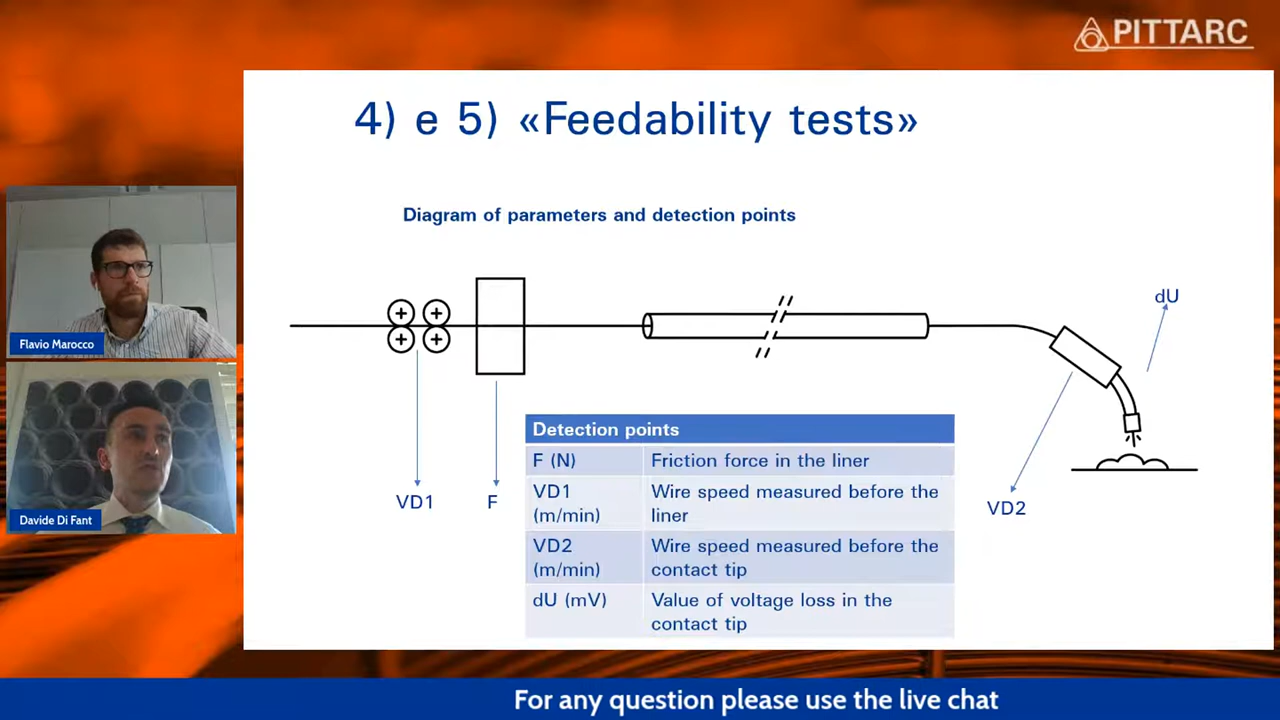 PITTARC
4) e 5) «Feedability tests»
Diagram of parameters and detection points
dU
VD1
F
VD2
Detection points
F (N)
Friction force in the liner
VD1
(m/min)
Wire speed measured before the
liner
VD2
(m/min)
Wire speed measured before the
contact tip
dU (mV)
Value of voltage loss in the
contact tip
Flavio Marocco
Davide Di Fant
For any question please use the live chat